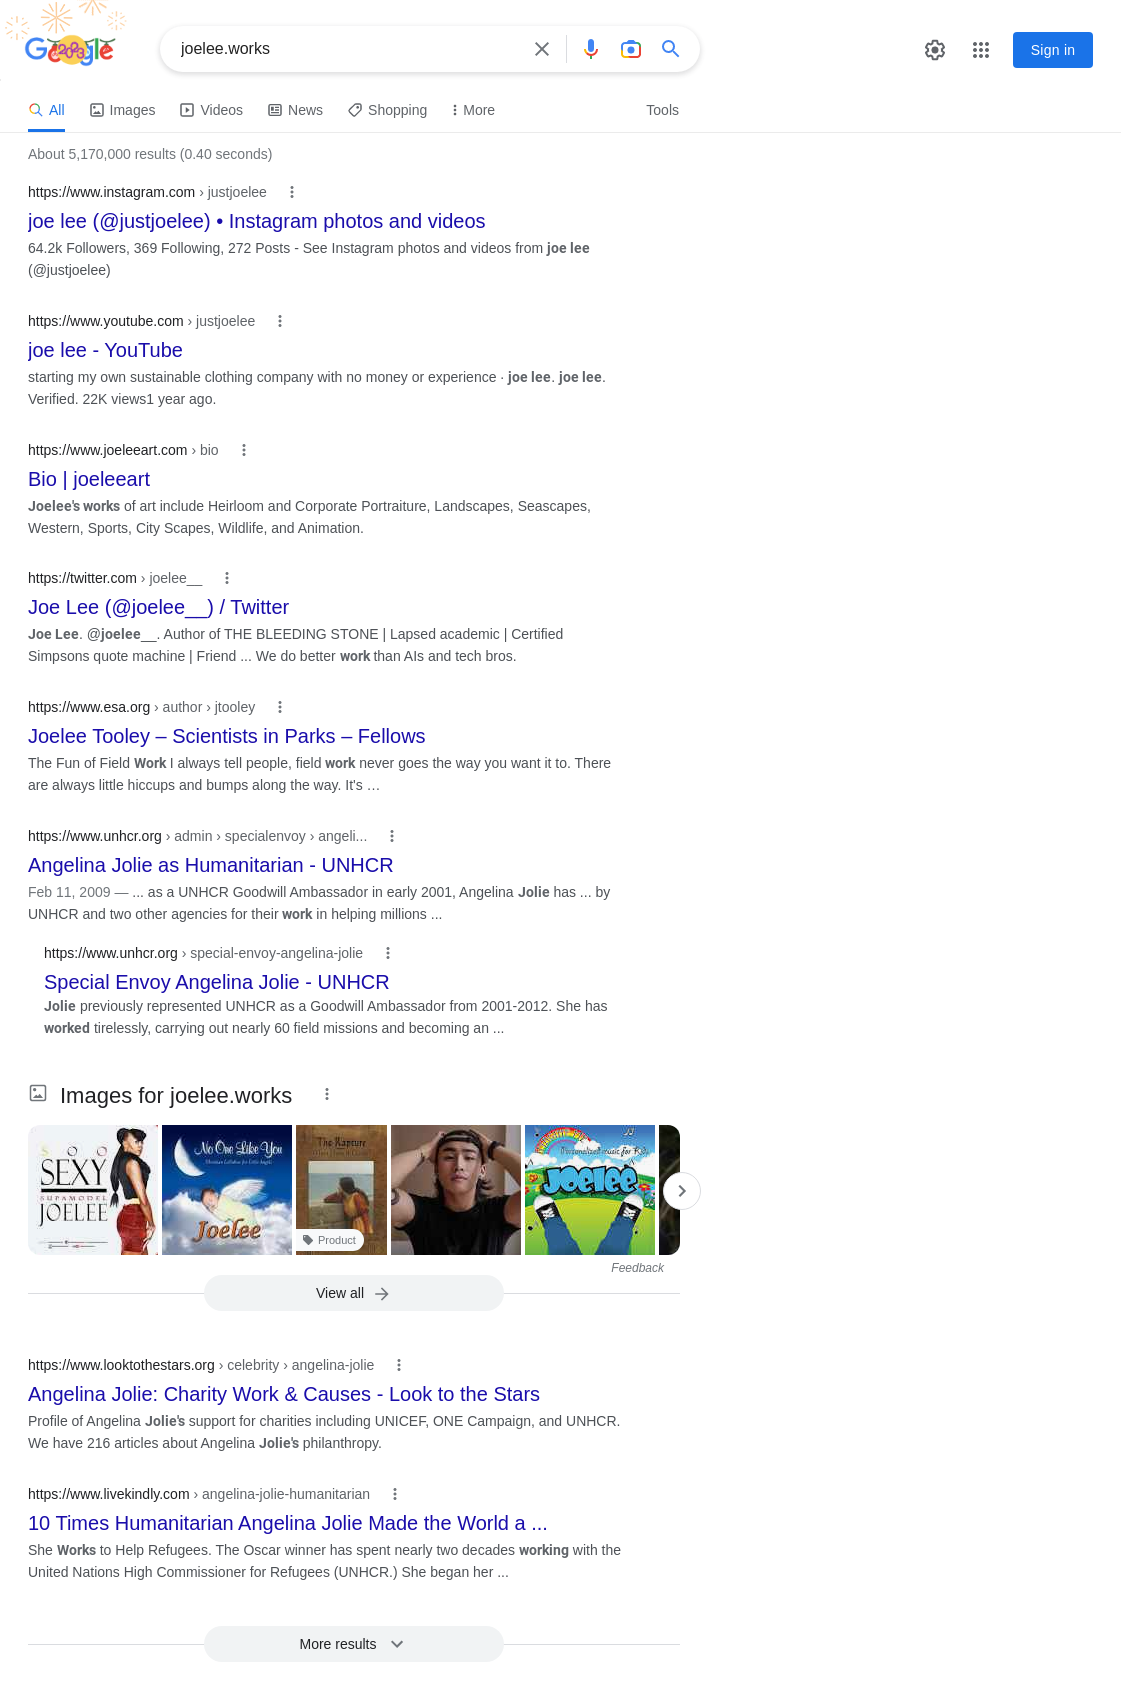 Google
joelee.works
Sign in
All
Images
Videos
News
Shopping
More
Tools
About 5,170,000 results (0.40 seconds)
https://www.instagram.com › justjoelee
joe lee (@justjoelee) • Instagram photos and videos
64.2k Followers, 369 Following, 272 Posts - See Instagram photos and videos from joe lee
(@justjoelee)
https://www.youtube.com › justjoelee
joe lee - YouTube
starting my own sustainable clothing company with no money or experience · joe lee. joe lee.
Verified. 22K views1 year ago.
https://www.joeleeart.com › bio
Bio | joeleeart
Joelee's works of art include Heirloom and Corporate Portraiture, Landscapes, Seascapes,
Western, Sports, City Scapes, Wildlife, and Animation.
https://twitter.com › joelee__
Joe Lee (@joelee__) / Twitter
Joe Lee. @joelee__. Author of THE BLEEDING STONE | Lapsed academic | Certified
Simpsons quote machine | Friend ... We do better work than AIs and tech bros.
https://www.esa.org › author › jtooley
Joelee Tooley – Scientists in Parks – Fellows
The Fun of Field Work I always tell people, field work never goes the way you want it to. There
are always little hiccups and bumps along the way. It's …
https://www.unhcr.org › admin › specialenvoy › angeli...
Angelina Jolie as Humanitarian - UNHCR
Feb 11, 2009 — ... as a UNHCR Goodwill Ambassador in early 2001, Angelina Jolie has ... by
UNHCR and two other agencies for their work in helping millions ...
https://www.unhcr.org › special-envoy-angelina-jolie
Special Envoy Angelina Jolie - UNHCR
Jolie previously represented UNHCR as a Goodwill Ambassador from 2001-2012. She has
worked tirelessly, carrying out nearly 60 field missions and becoming an ...
Images for joelee.works
SOO
SEXY
SUPAMODEL
JOELEE
No One Like You
Joelee
The Rapture
Product
Personalized music for Kids
JOELEE
Feedback
View all
https://www.looktothestars.org › celebrity › angelina-jolie
Angelina Jolie: Charity Work & Causes - Look to the Stars
Profile of Angelina Jolie's support for charities including UNICEF, ONE Campaign, and UNHCR.
We have 216 articles about Angelina Jolie's philanthropy.
https://www.livekindly.com › angelina-jolie-humanitarian
10 Times Humanitarian Angelina Jolie Made the World a ...
She Works to Help Refugees. The Oscar winner has spent nearly two decades working with the
United Nations High Commissioner for Refugees (UNHCR.) She began her ...
More results